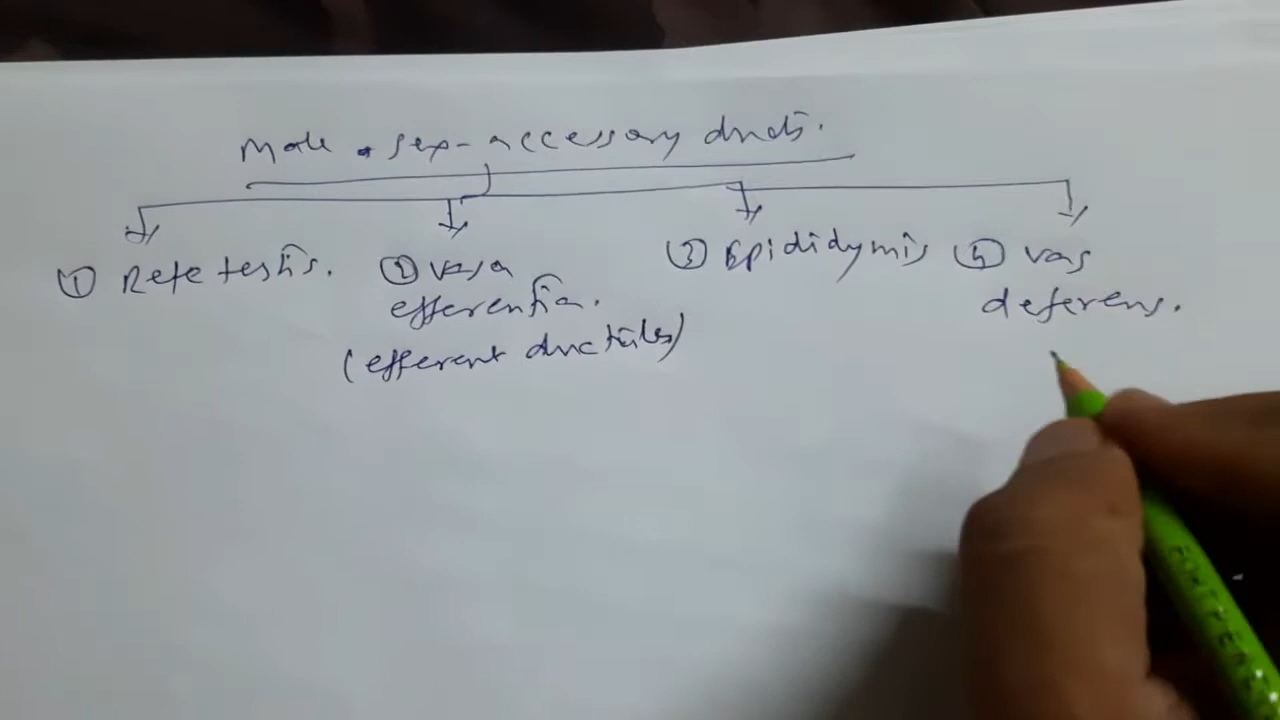 Male sex-accessory ducts.
① Rete testis.
② vasa
efferentia.
(efferent ductules)
③ Epididymis
④ vas
deferens.